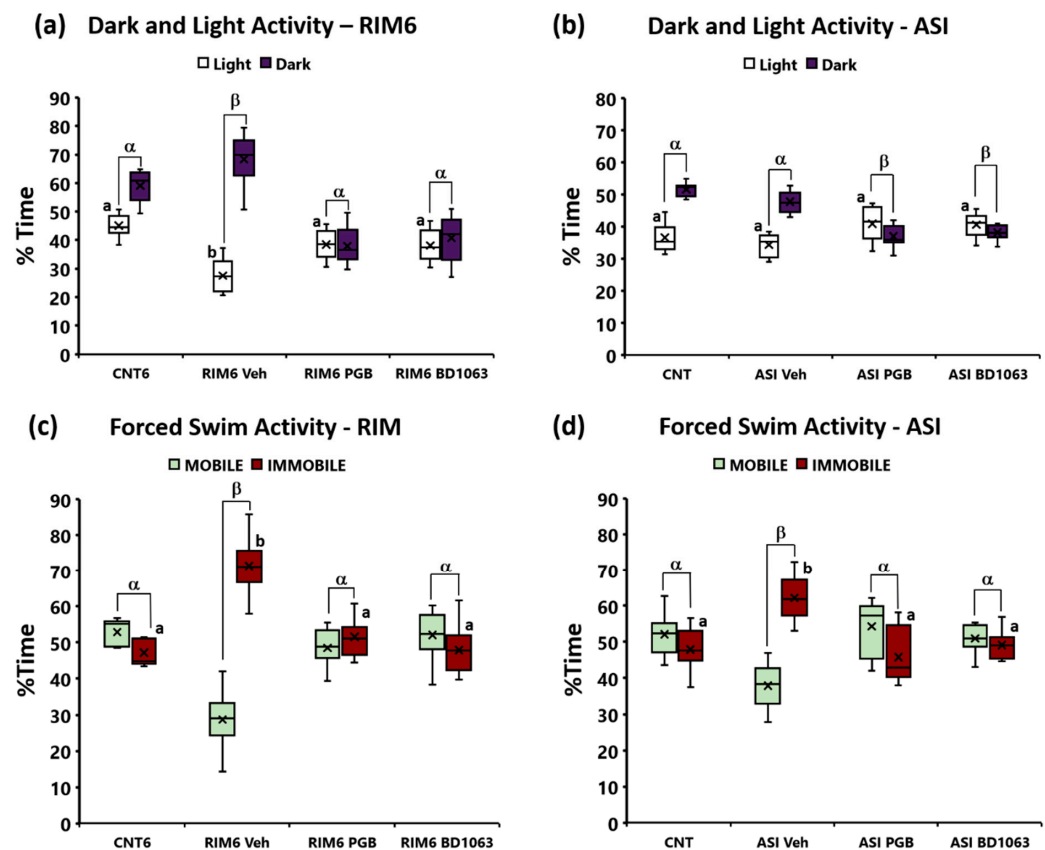 (a) Dark and Light Activity – RIM6
Light Dark
% Time
90
80
70
60
50
40
30
20
10
0
α
β
α
α
a
b
a
a
CNT6 RIM6 Veh RIM6 PGB RIM6 BD1063
(b) Dark and Light Activity - ASI
Light Dark
% Time
80
70
60
50
40
30
20
10
0
α
α
β
β
a
a
a
a
CNT ASI Veh ASI PGB ASI BD1063
(c) Forced Swim Activity - RIM
MOBILE IMMOBILE
%Time
90
80
70
60
50
40
30
20
10
0
α
β
α
α
a
b
a
a
CNT6 RIM6 Veh RIM6 PGB RIM6 BD1063
(d) Forced Swim Activity - ASI
MOBILE IMMOBILE
%Time
90
80
70
60
50
40
30
20
10
0
α
β
α
α
a
b
a
a
CNT ASI Veh ASI PGB ASI BD1063